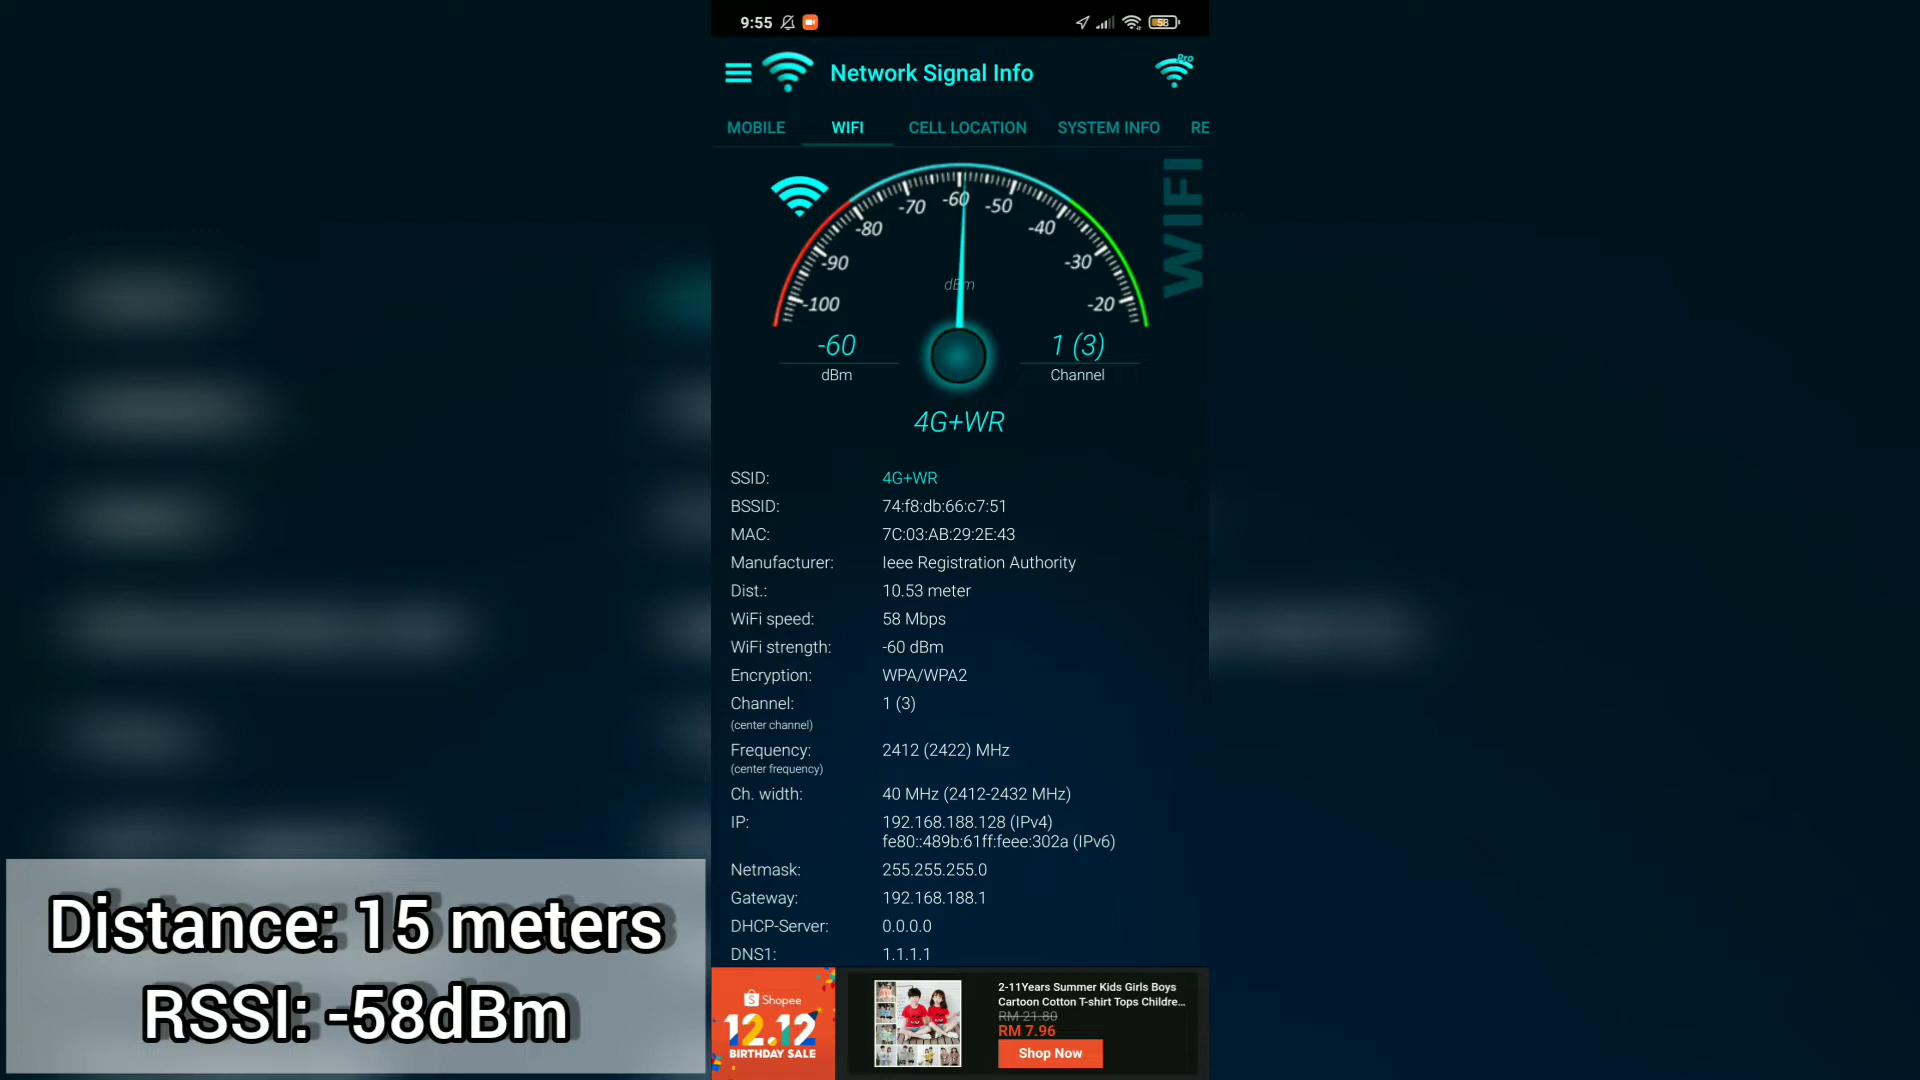 9:55
58
Network Signal Info
Pro
MOBILE WIFI CELL LOCATION SYSTEM INFO RE
WIFI
-100 -90 -80 -70 -60 -50 -40 -30 -20
dBm
-60
dBm
1 (3)
Channel
4G+WR
SSID: 4G+WR
BSSID: 74:f8:db:66:c7:51
MAC: 7C:03:AB:29:2E:43
Manufacturer: Ieee Registration Authority
Dist.: 10.53 meter
WiFi speed: 58 Mbps
WiFi strength: -60 dBm
Encryption: WPA/WPA2
Channel: 1 (3)
(center channel)
Frequency: 2412 (2422) MHz
(center frequency)
Ch. width: 40 MHz (2412-2432 MHz)
IP: 192.168.188.128 (IPv4)
fe80::489b:61ff:feee:302a (IPv6)
Netmask: 255.255.255.0
Gateway: 192.168.188.1
DHCP-Server: 0.0.0.0
DNS1: 1.1.1.1
Distance: 15 meters
RSSI: -58dBm
Shopee
12.12
BIRTHDAY SALE
2-11Years Summer Kids Girls Boys
Cartoon Cotton T-shirt Tops Childre...
RM 21.80
RM 7.96
Shop Now